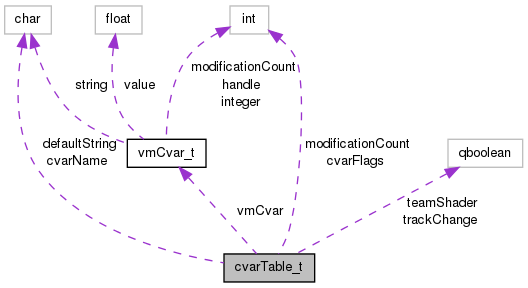 char
float
int
string
value
modificationCount
handle
integer
defaultString
cvarName
vmCvar_t
modificationCount
cvarFlags
qboolean
teamShader
trackChange
vmCvar
cvarTable_t